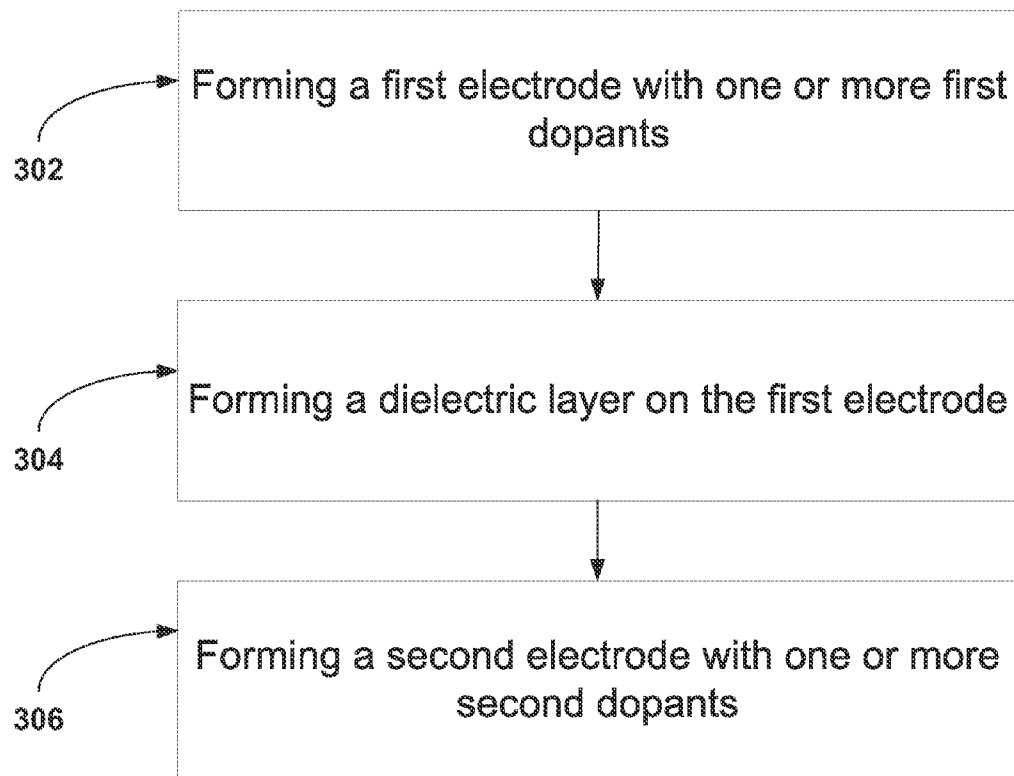 Forming a first electrode with one or more first
dopants
302
Forming a dielectric layer on the first electrode
304
Forming a second electrode with one or more
second dopants
306